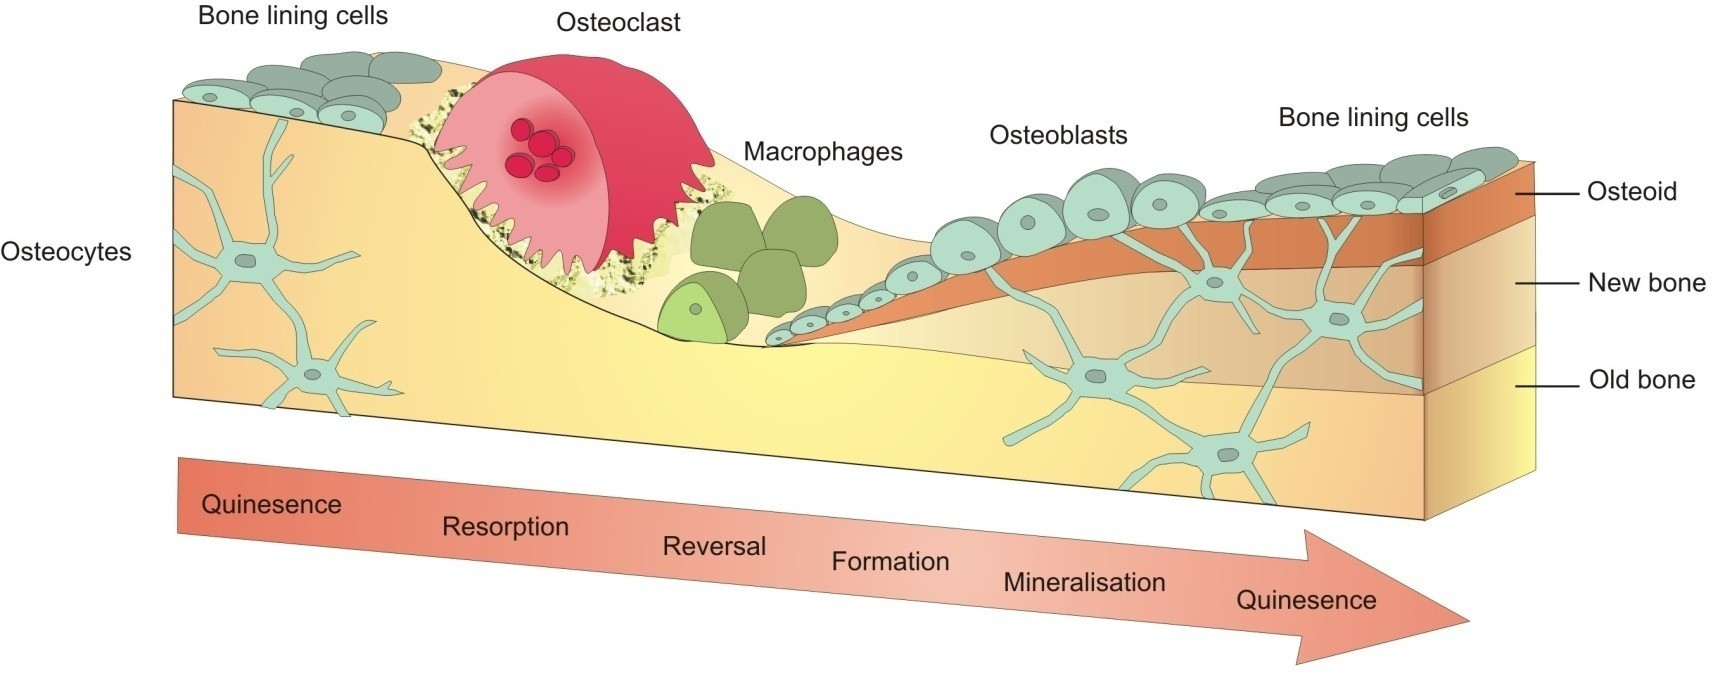 Bone lining cells
Osteoclast
Macrophages
Osteoblasts
Bone lining cells
Osteoid
New bone
Old bone
Osteocytes
Quinesence
Resorption
Reversal
Formation
Mineralisation
Quinesence